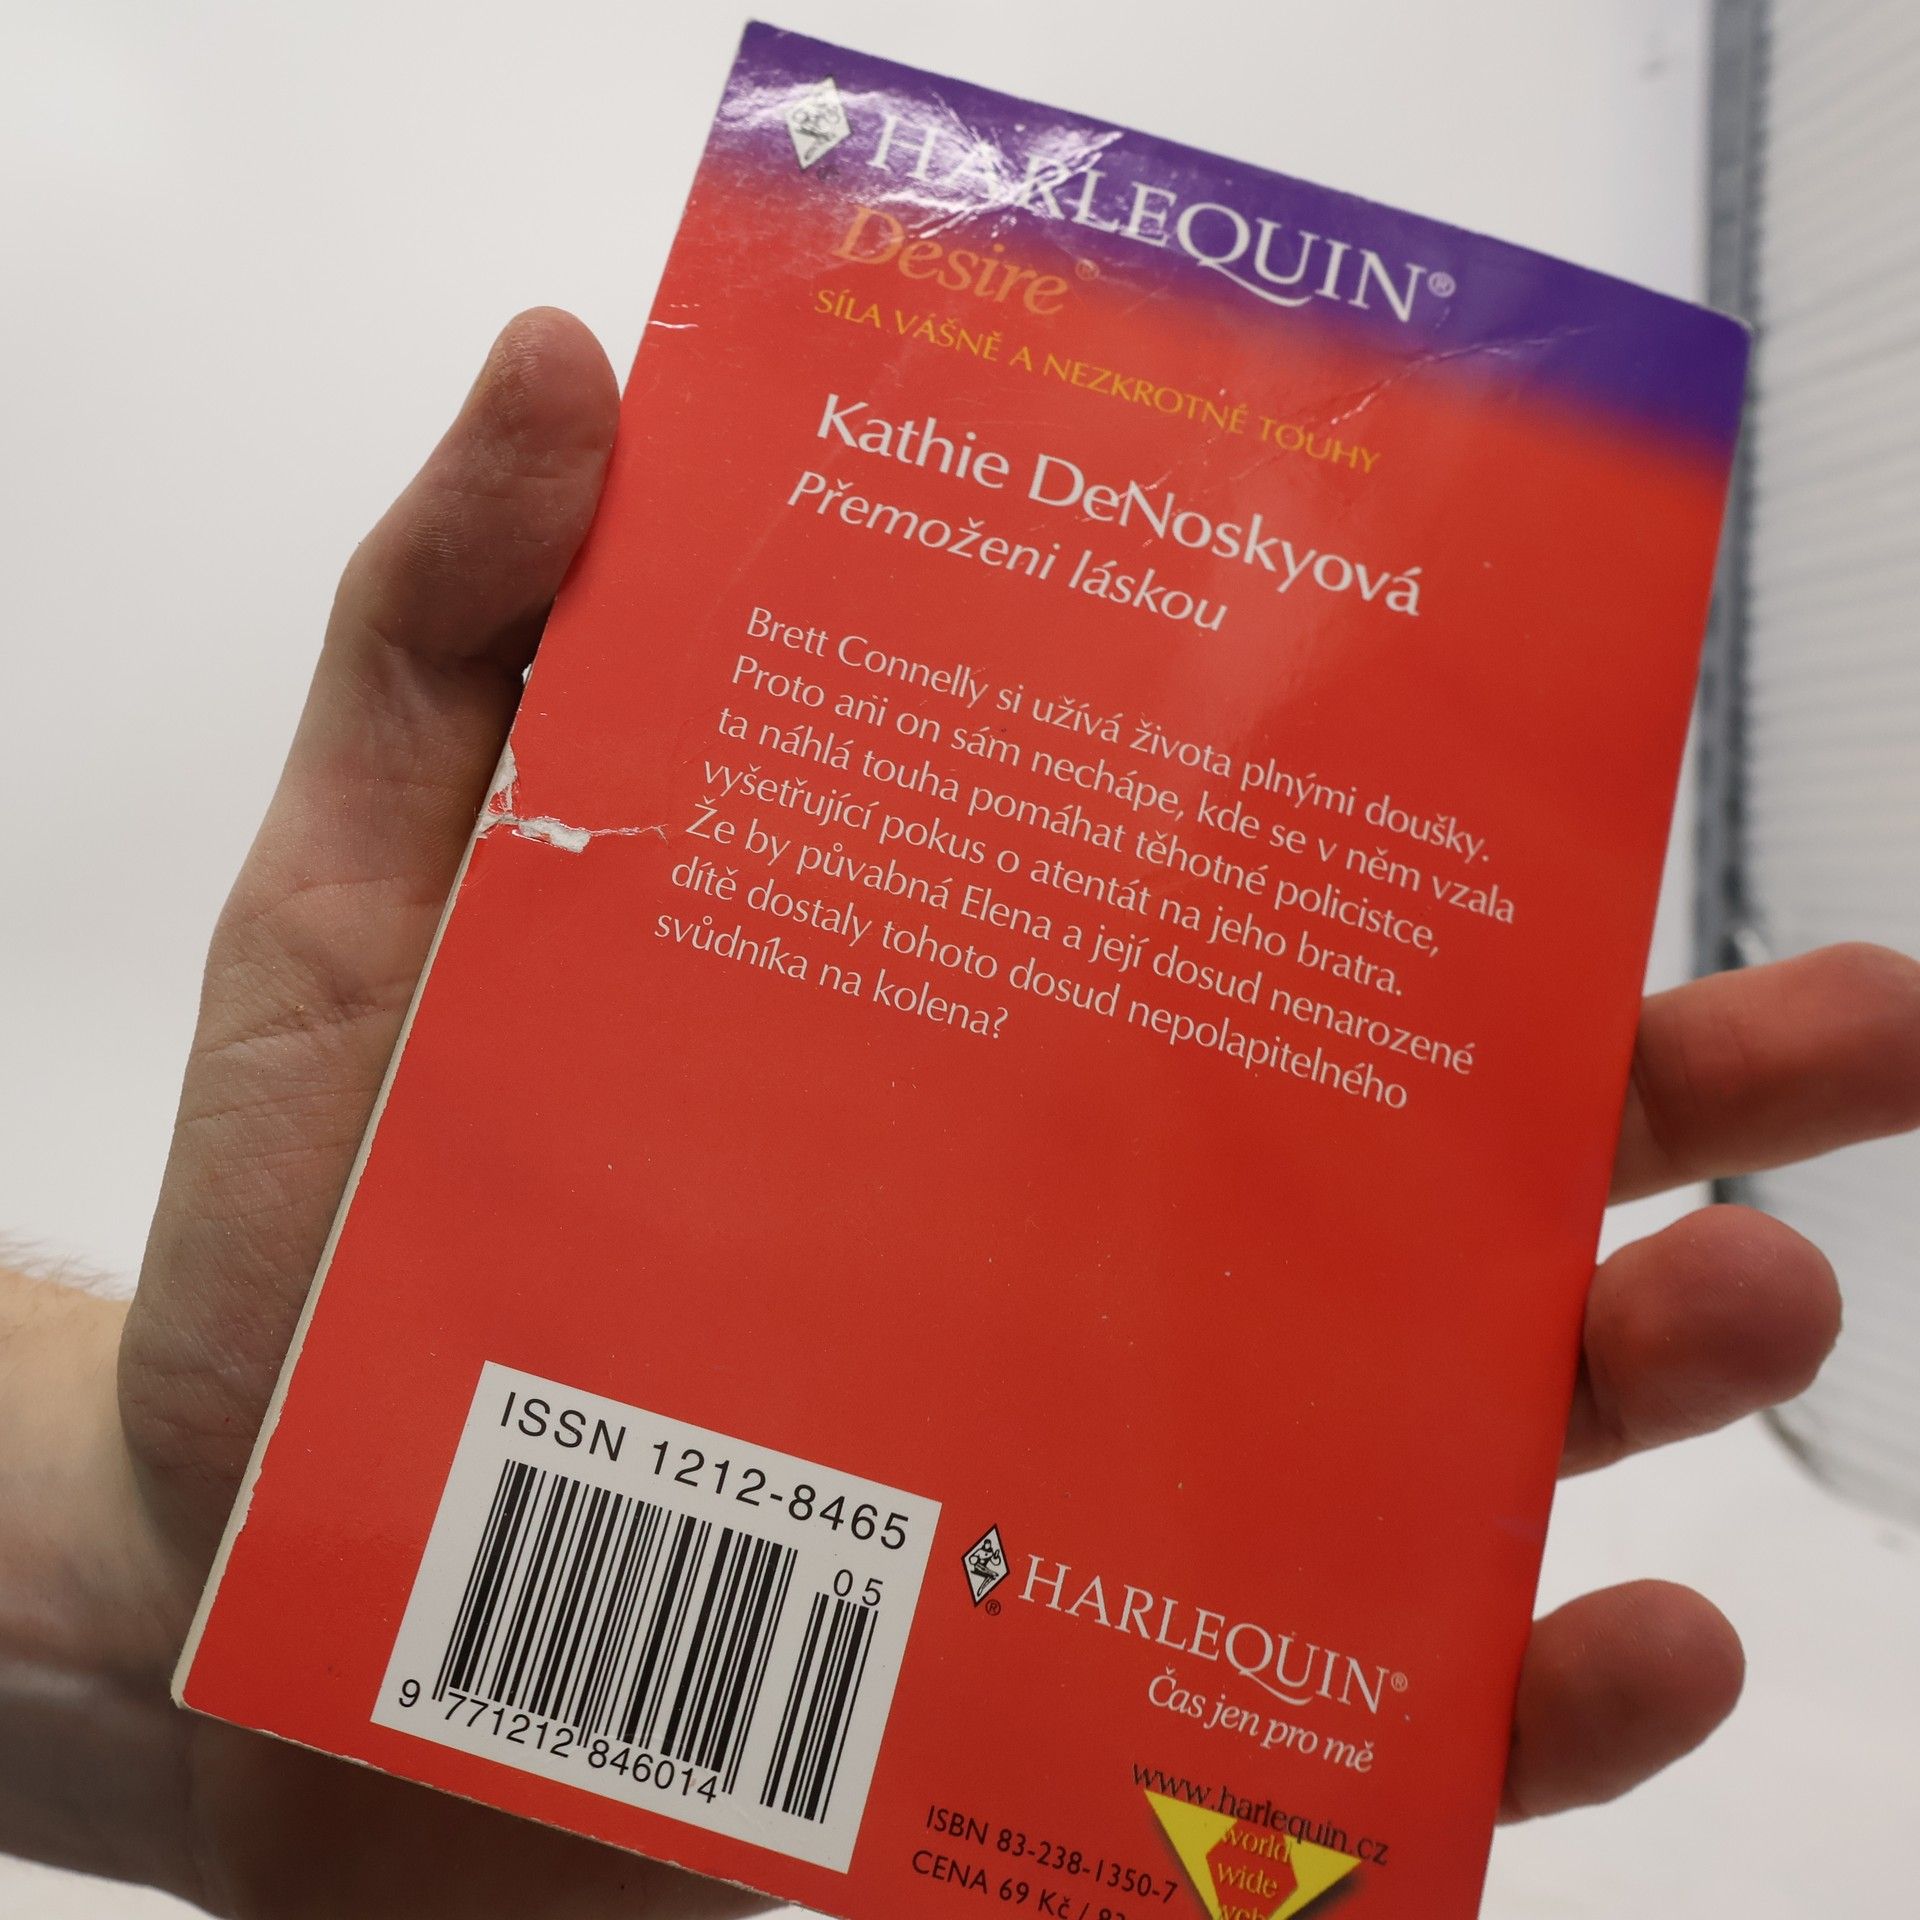 HARLEQUIN®
Desire®
SÍLA VÁŠNĚ A NEZKROTNÉ TOUHY
Kathie DeNoskyová
Přemoženi láskou
Brett Connelly si užívá života plnými doušky.
Proto ani on sám nechápe, kde se v něm vzala
ta náhlá touha pomáhat těhotné policistce,
vyšetřující pokus o atentát na jeho bratra.
Že by půvabná Elena a její dosud nenarozené
dítě dostaly tohoto dosud nepolapitelného
svůdníka na kolena?
ISSN 1212-8465
05
9 771212 846014
HARLEQUIN®
Čas jen pro mě
www.harlequin.cz
world
wide
web
ISBN 83-238-1350-7
CENA 69 Kč /